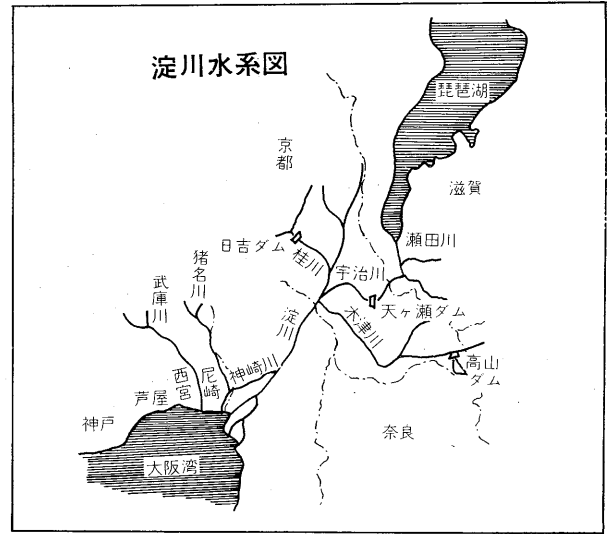 淀川水系図
琵琶湖
京都
滋賀
日吉ダム
桂川
瀬田川
宇治川
猪名川
武庫川
淀川
木津川
天ヶ瀬ダム
神崎川
尼崎
西宮
芦屋
神戸
高山
ダム
奈良
大阪湾